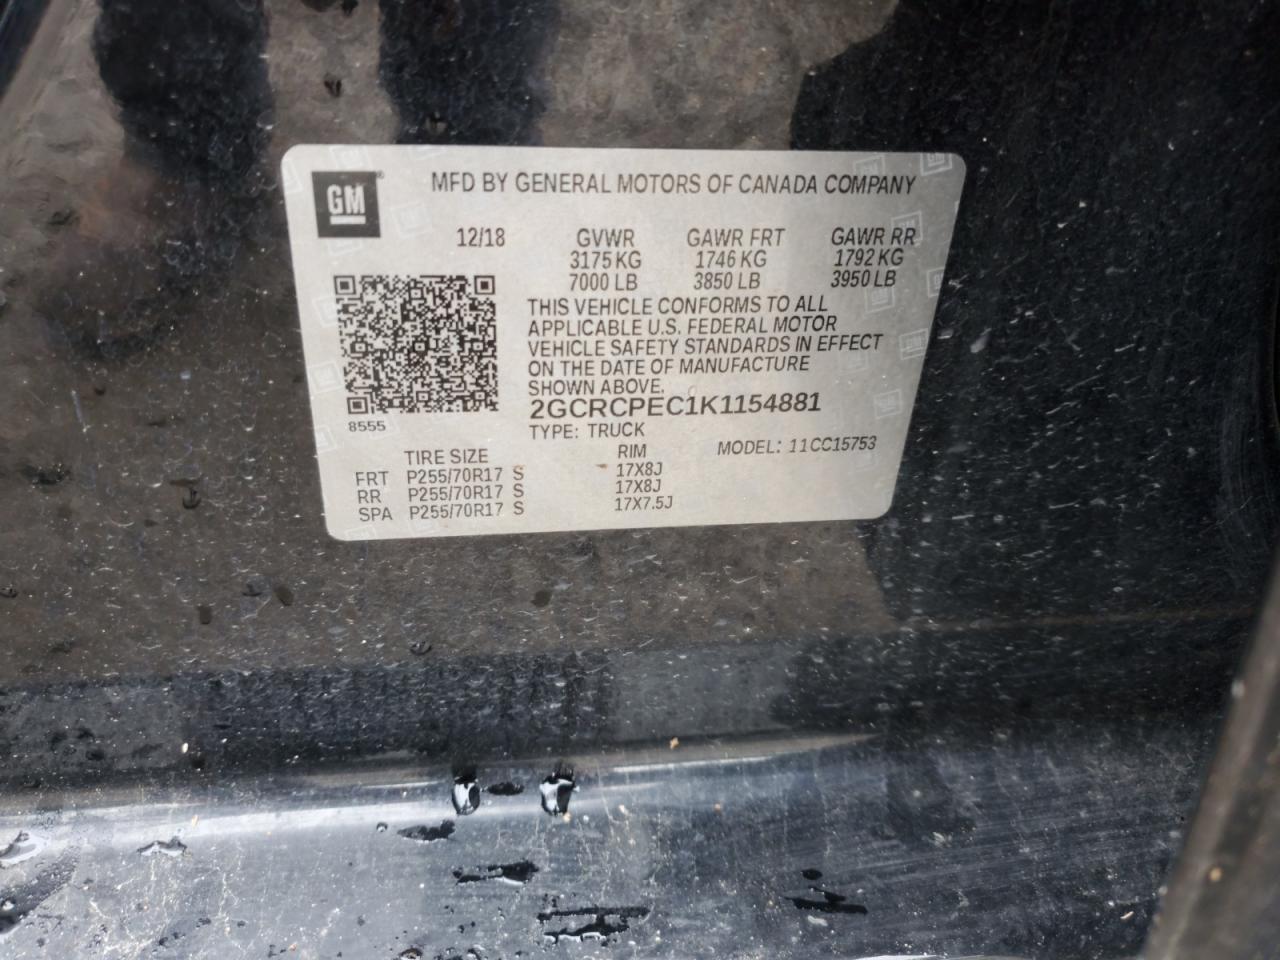 GM ®
MFD BY GENERAL MOTORS OF CANADA COMPANY
12/18 GVWR GAWR FRT GAWR RR
3175 KG 1746 KG 1792 KG
7000 LB 3850 LB 3950 LB
THIS VEHICLE CONFORMS TO ALL
APPLICABLE U.S. FEDERAL MOTOR
VEHICLE SAFETY STANDARDS IN EFFECT
ON THE DATE OF MANUFACTURE
SHOWN ABOVE.
2GCRCPEC1K1154881
8555
TYPE: TRUCK
MODEL: 11CC15753
TIRE SIZE RIM
FRT P255/70R17 S 17X8J
RR P255/70R17 S 17X8J
SPA P255/70R17 S 17X7.5J